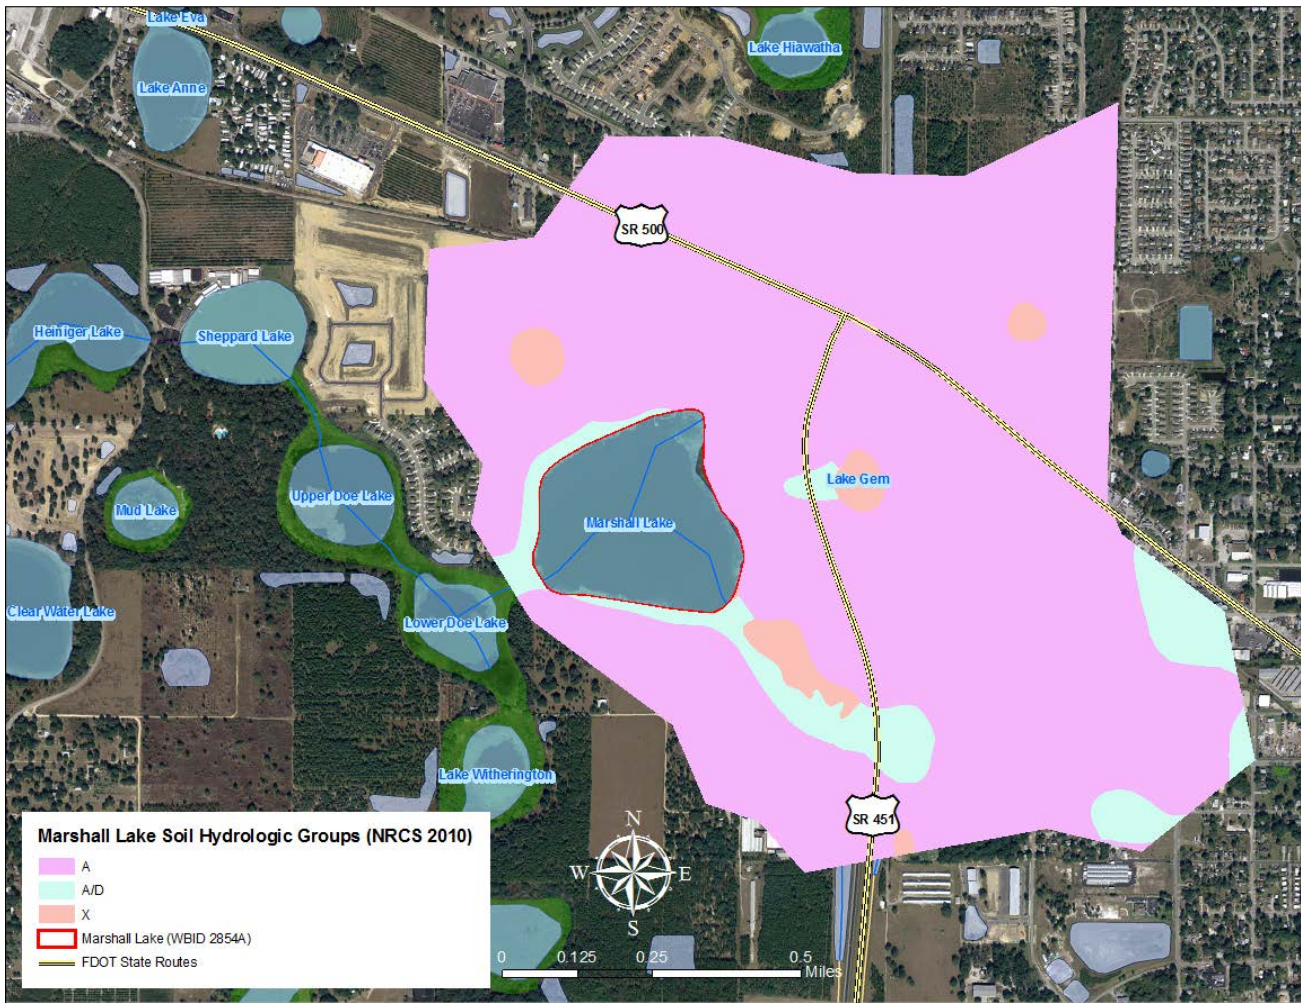 Lake Eva
Lake Anne
Lake Hiawatha
SR 500
Heiniger Lake
Sheppard Lake
Lake Gem
Upper Doe Lake
Mud Lake
Marshall Lake
Clear Water Lake
Lower Doe Lake
Lake Witherington
SR 451
Marshall Lake Soil Hydrologic Groups (NRCS 2010)
A
A/D
X
Marshall Lake (WBID 2854A)
FDOT State Routes
N
W E
S
0 0.125 0.25 0.5
Miles